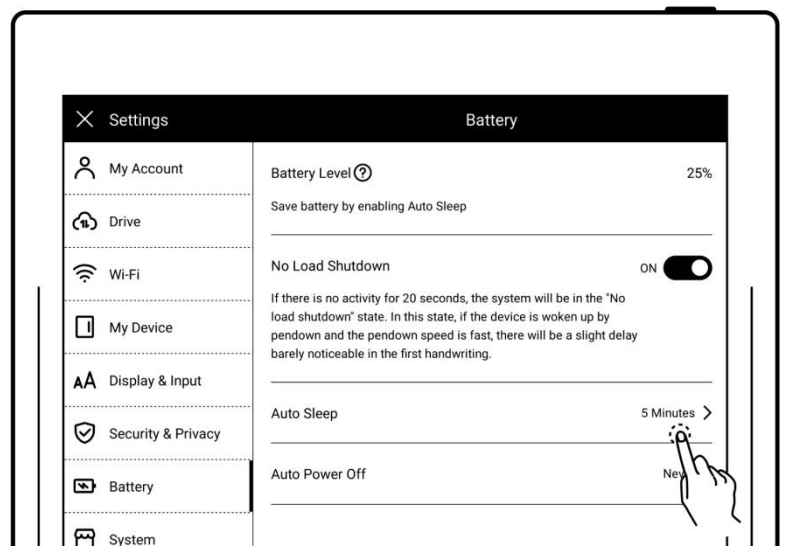 Settings
Battery
My Account
Drive
Wi-Fi
My Device
AA Display & Input
Security & Privacy
Battery
System
Battery Level ?
25%
Save battery by enabling Auto Sleep
No Load Shutdown
ON
If there is no activity for 20 seconds, the system will be in the "No
load shutdown" state. In this state, if the device is woken up by
pendown and the pendown speed is fast, there will be a slight delay
barely noticeable in the first handwriting.
Auto Sleep
5 Minutes >
Auto Power Off